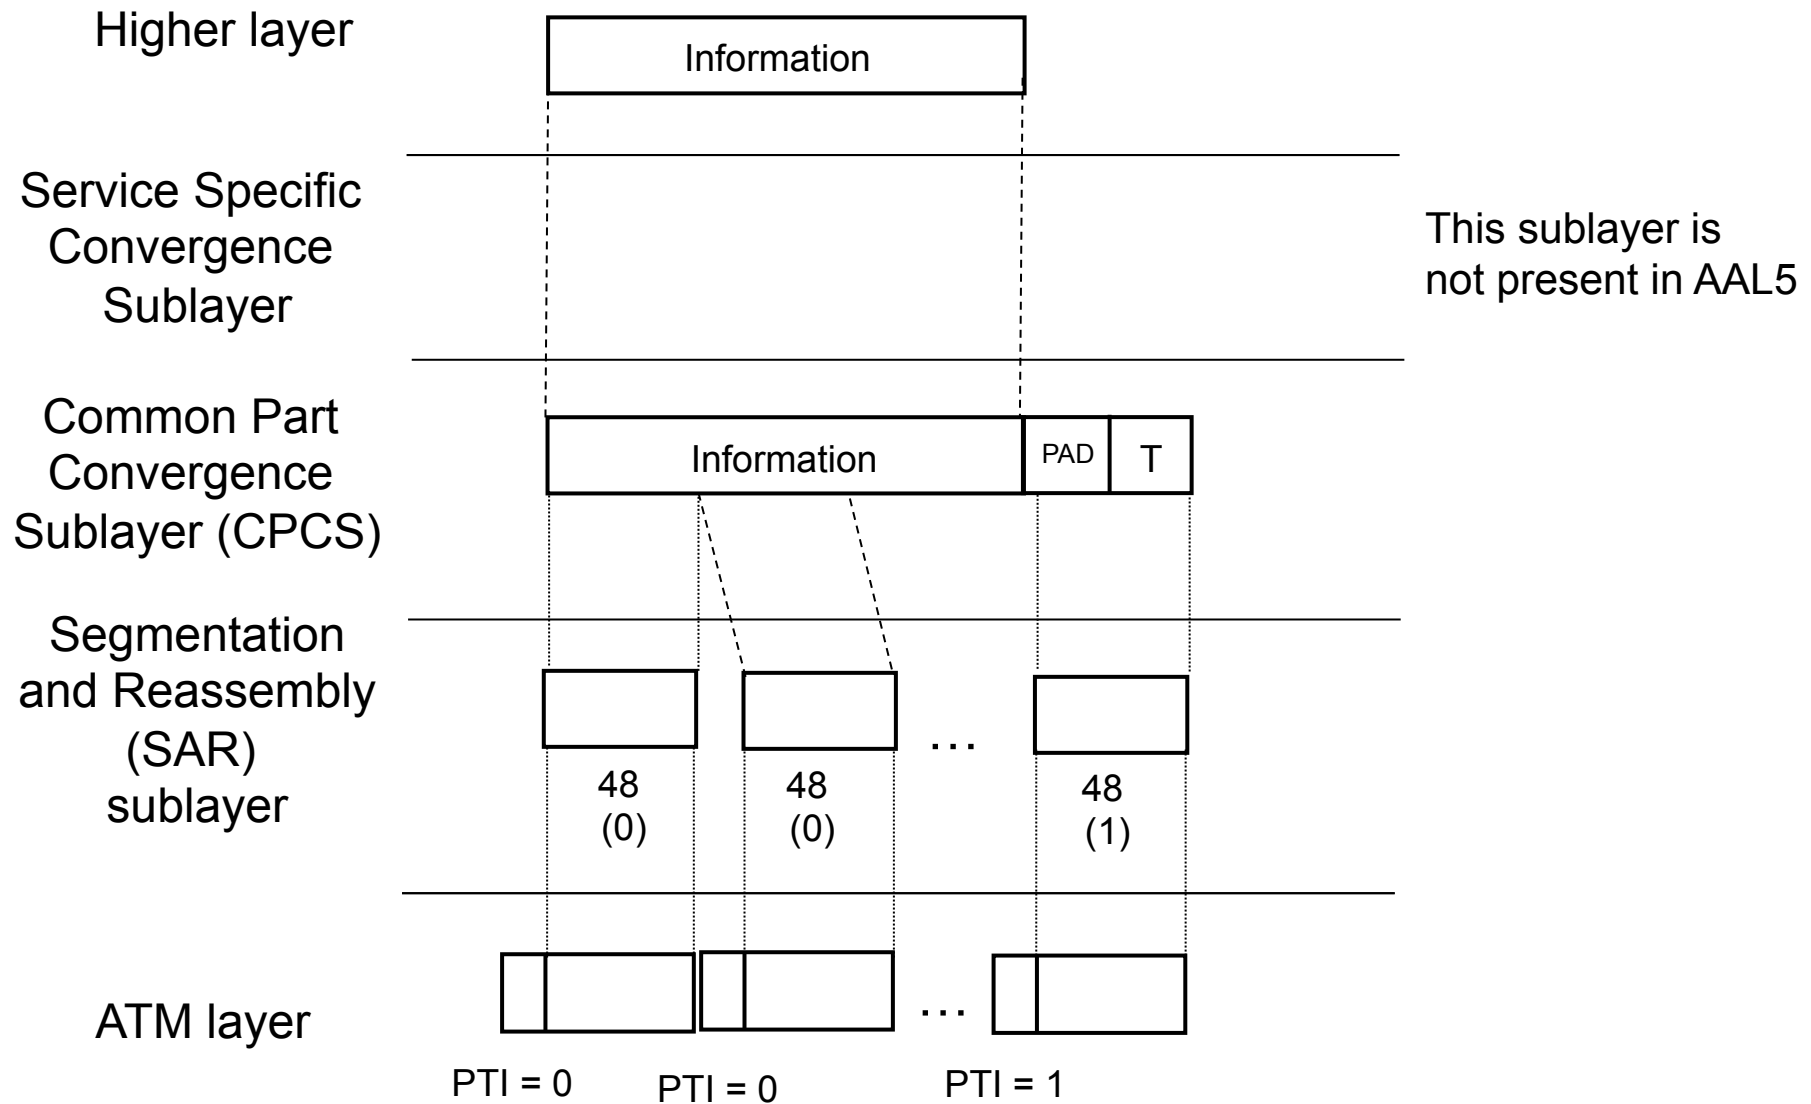 Higher layer
Information
Service Specific
Convergence
Sublayer
This sublayer is
not present in AAL5
Common Part
Convergence
Sublayer (CPCS)
Information
PAD
T
Segmentation
and Reassembly
(SAR)
sublayer
...
48
(0)
48
(0)
48
(1)
ATM layer
...
PTI = 0
PTI = 0
PTI = 1